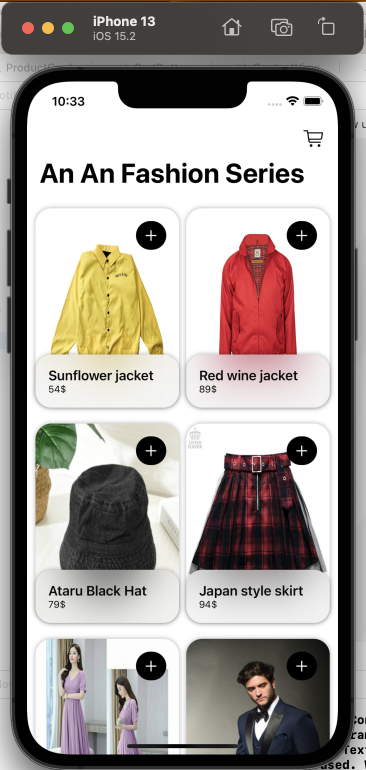 iPhone 13
iOS 15.2
10:33
An An Fashion Series
Sunflower jacket
54$
Red wine jacket
89$
Ataru Black Hat
79$
Japan style skirt
94$
used. W